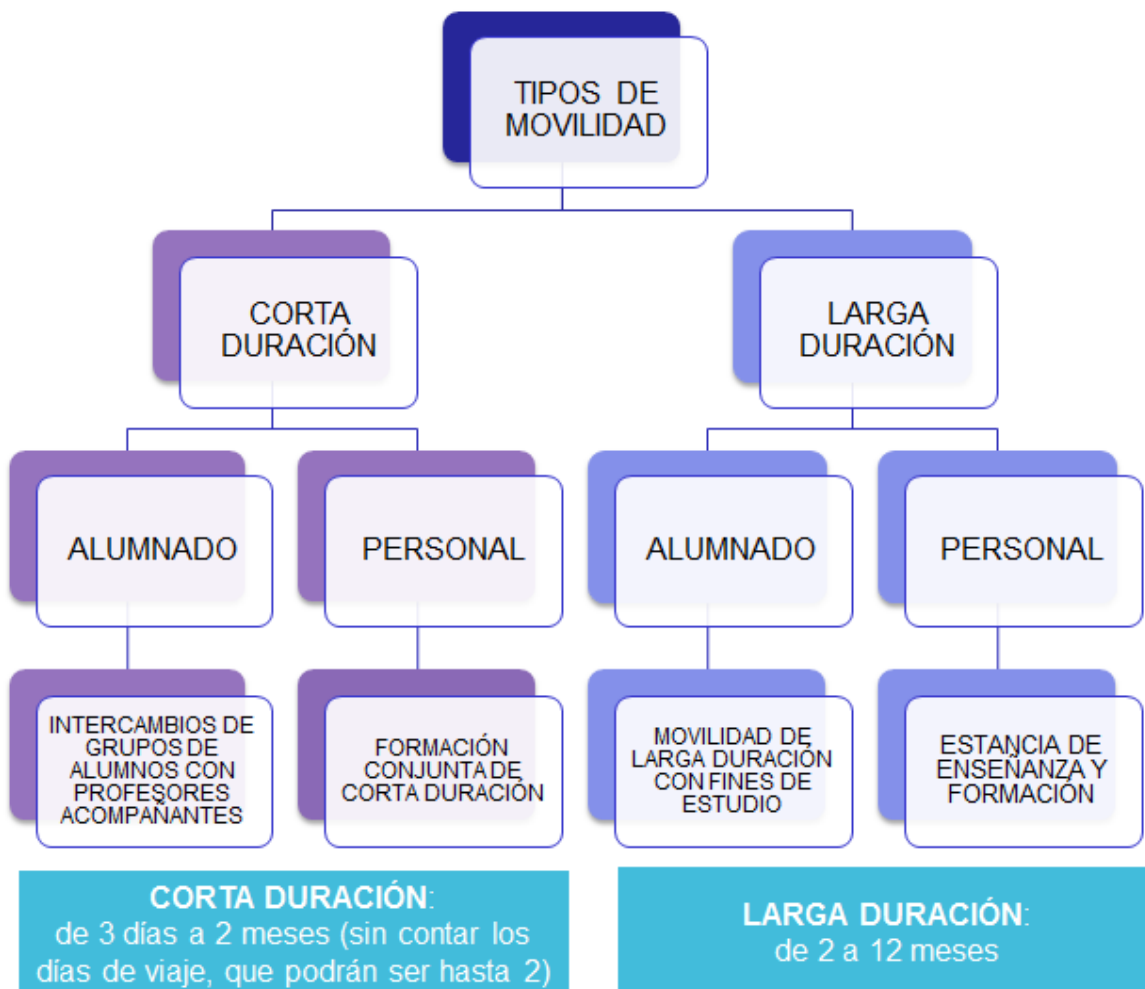 TIPOS DE
MOVILIDAD
CORTA
DURACIÓN
LARGA
DURACIÓN
ALUMNADO
PERSONAL
ALUMNADO
PERSONAL
INTERCAMBIOS DE
GRUPOS DE
ALUMNOS CON
PROFESORES
ACOMPAÑANTES
FORMACIÓN
CONJUNTA DE
CORTA DURACIÓN
MOVILIDAD DE
LARGA DURACIÓN
CON FINES DE
ESTUDIO
ESTANCIA DE
ENSEÑANZA Y
FORMACIÓN
CORTA DURACIÓN:
de 3 días a 2 meses (sin contar los
días de viaje, que podrán ser hasta 2)
LARGA DURACIÓN:
de 2 a 12 meses